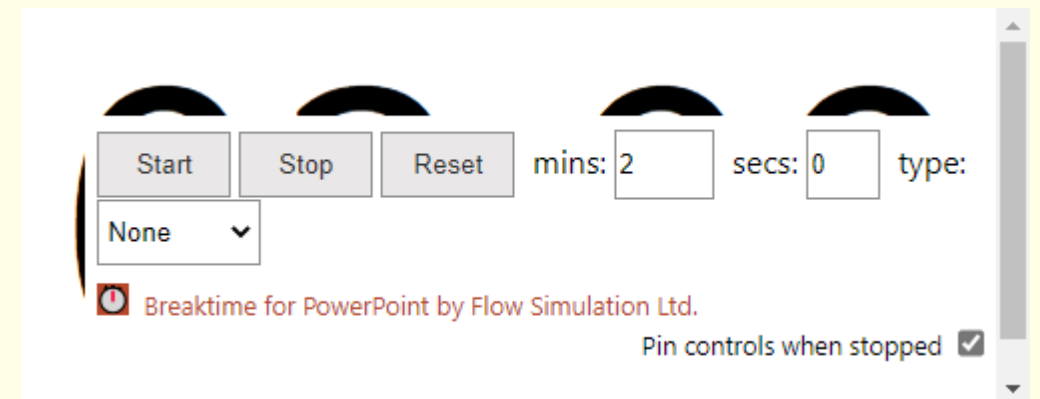 Start Stop Reset mins: 2 secs: 0 type:
None
Breaktime for PowerPoint by Flow Simulation Ltd.
Pin controls when stopped